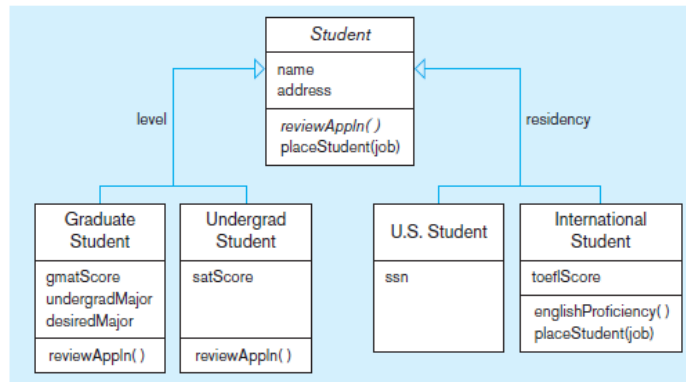 Student
name
address
reviewAppln( )
placeStudent(job)
level
residency
Graduate
Student
gmatScore
undergradMajor
desiredMajor
reviewAppln( )
Undergrad
Student
satScore
reviewAppln( )
U.S. Student
ssn
International
Student
toeflScore
englishProficiency( )
placeStudent(job)